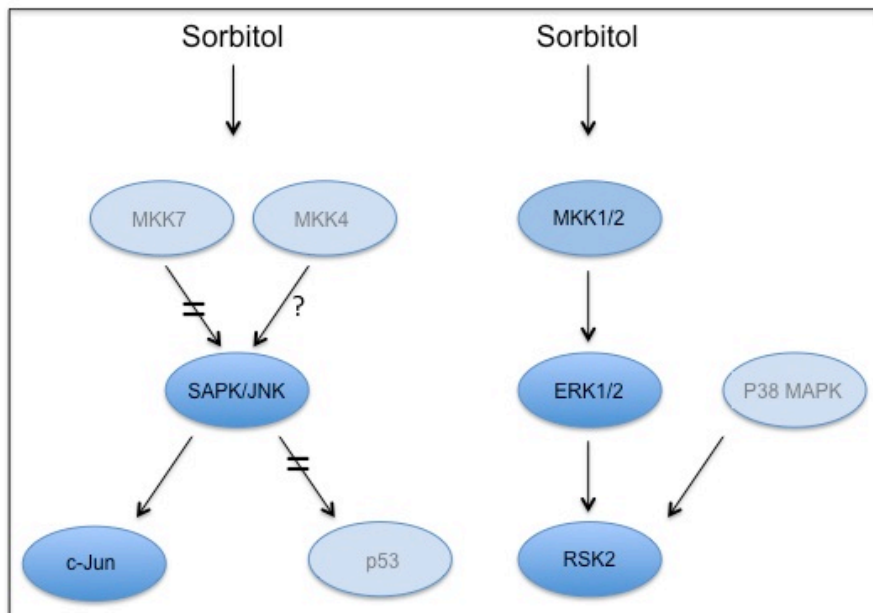 Sorbitol
Sorbitol
MKK7
MKK4
MKK1/2
?
SAPK/JNK
ERK1/2
P38 MAPK
c-Jun
p53
RSK2